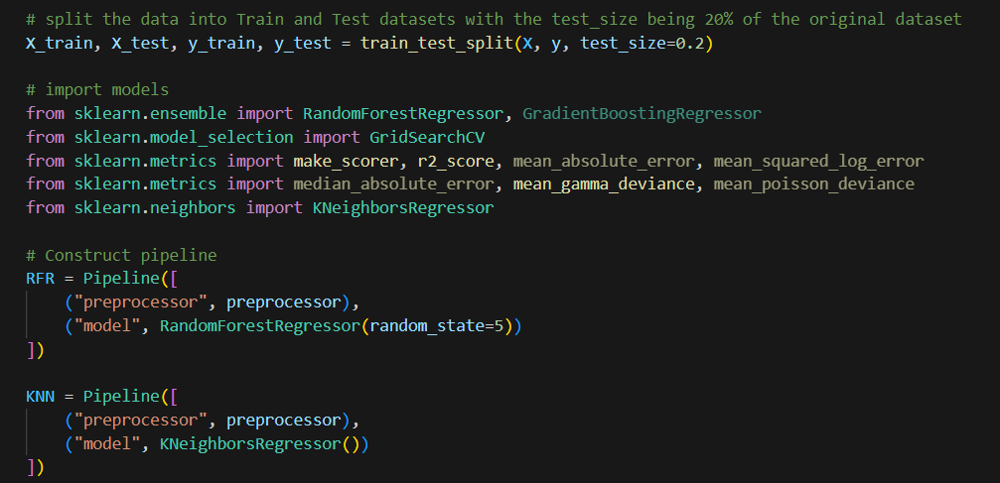 # split the data into Train and Test datasets with the test_size being 20% of the original dataset
X_train, X_test, y_train, y_test = train_test_split(X, y, test_size=0.2)
# import models
from sklearn.ensemble import RandomForestRegressor, GradientBoostingRegressor
from sklearn.model_selection import GridSearchCV
from sklearn.metrics import make_scorer, r2_score, mean_absolute_error, mean_squared_log_error
from sklearn.metrics import median_absolute_error, mean_gamma_deviance, mean_poisson_deviance
from sklearn.neighbors import KNeighborsRegressor
# Construct pipeline
RFR = Pipeline([
    ("preprocessor", preprocessor),
    ("model", RandomForestRegressor(random_state=5))
])
KNN = Pipeline([
    ("preprocessor", preprocessor),
    ("model", KNeighborsRegressor())
])